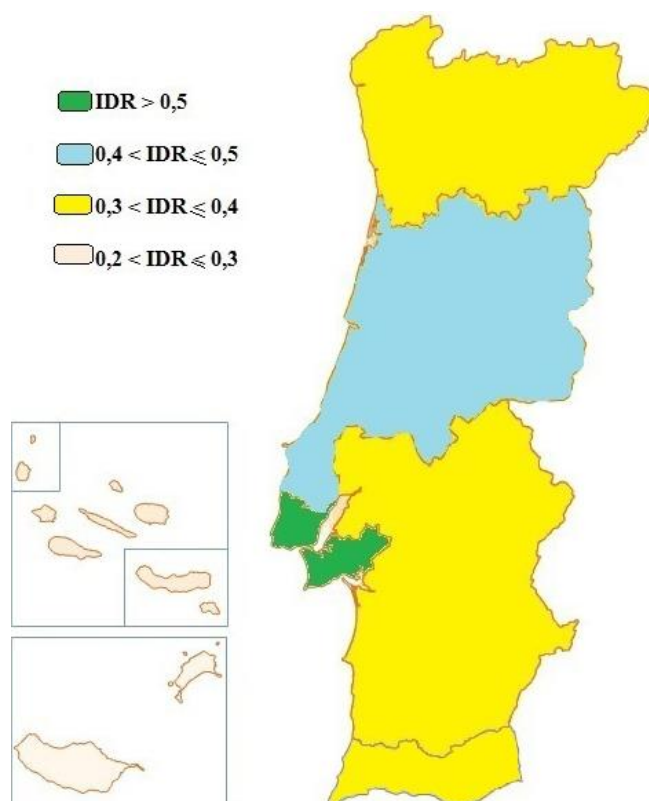 IDR > 0,5
0,4 < IDR ⩽ 0,5
0,3 < IDR ⩽ 0,4
0,2 < IDR ⩽ 0,3